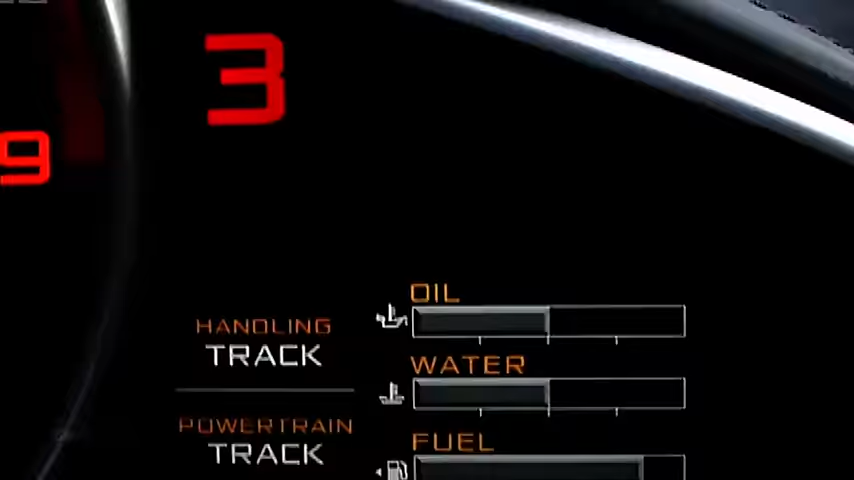 3
9
OIL
HANDLING
TRACK
WATER
POWERTRAIN
TRACK
FUEL